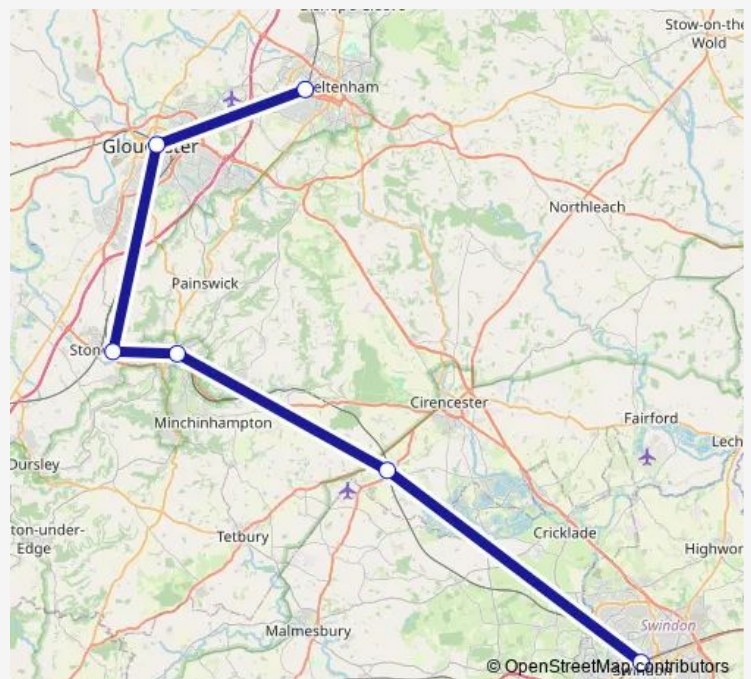 Stow-on-the
Wold
eltenham
Glou
ster
Northleach
Painswick
Ston
Cirencester
Minchinhampton
Fairford
Lech
Dursley
ton-under-
Edge
Tetbury
Cricklade
Highwor
Malmesbury
Swindon
© OpenStreetMap contributors